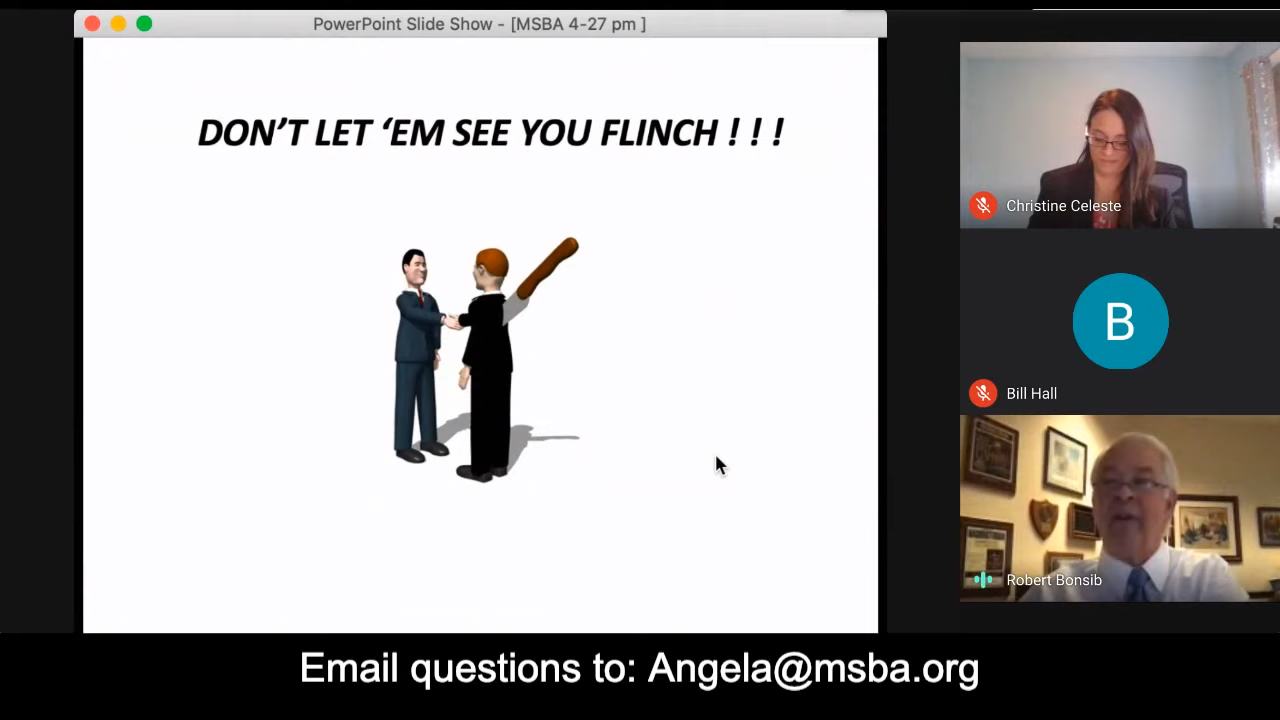 PowerPoint Slide Show - [MSBA 4-27 pm ]
DON’T LET ‘EM SEE YOU FLINCH ! ! !
Christine Celeste
B
Bill Hall
Robert Bonsib
Email questions to: Angela@msba.org